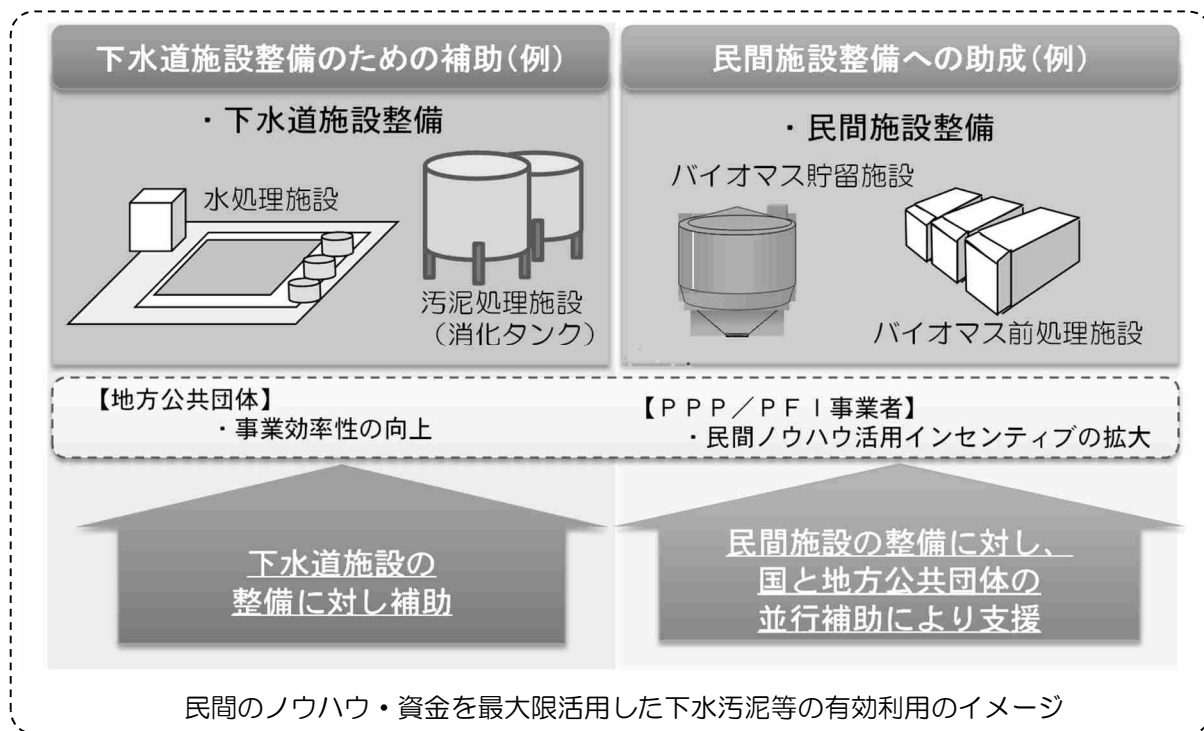 下水道施設整備のための補助(例)
・下水道施設整備
水処理施設
汚泥処理施設
(消化タンク)
民間施設整備への助成(例)
・民間施設整備
バイオマス貯留施設
バイオマス前処理施設
【地方公共団体】
・事業効率性の向上
【PPP/PFI事業者】
・民間ノウハウ活用インセンティブの拡大
下水道施設の
整備に対し補助
民間施設の整備に対し、
国と地方公共団体の
並行補助により支援
民間のノウハウ・資金を最大限活用した下水汚泥等の有効利用のイメージ